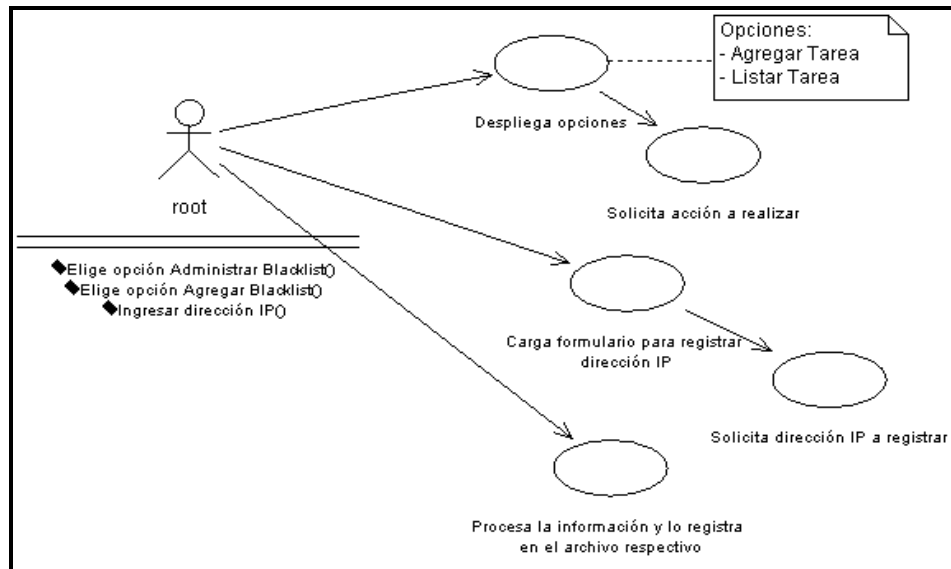 Opciones:
- Agregar Tarea
- Listar Tarea
Despliega opciones
Solicita acción a realizar
root
Elige opción Administrar Blacklist()
Elige opción Agregar Blacklist()
Ingresar dirección IP()
Carga formulario para registrar
dirección IP
Solicita dirección IP a registrar
Procesa la información y lo registra
en el archivo respectivo